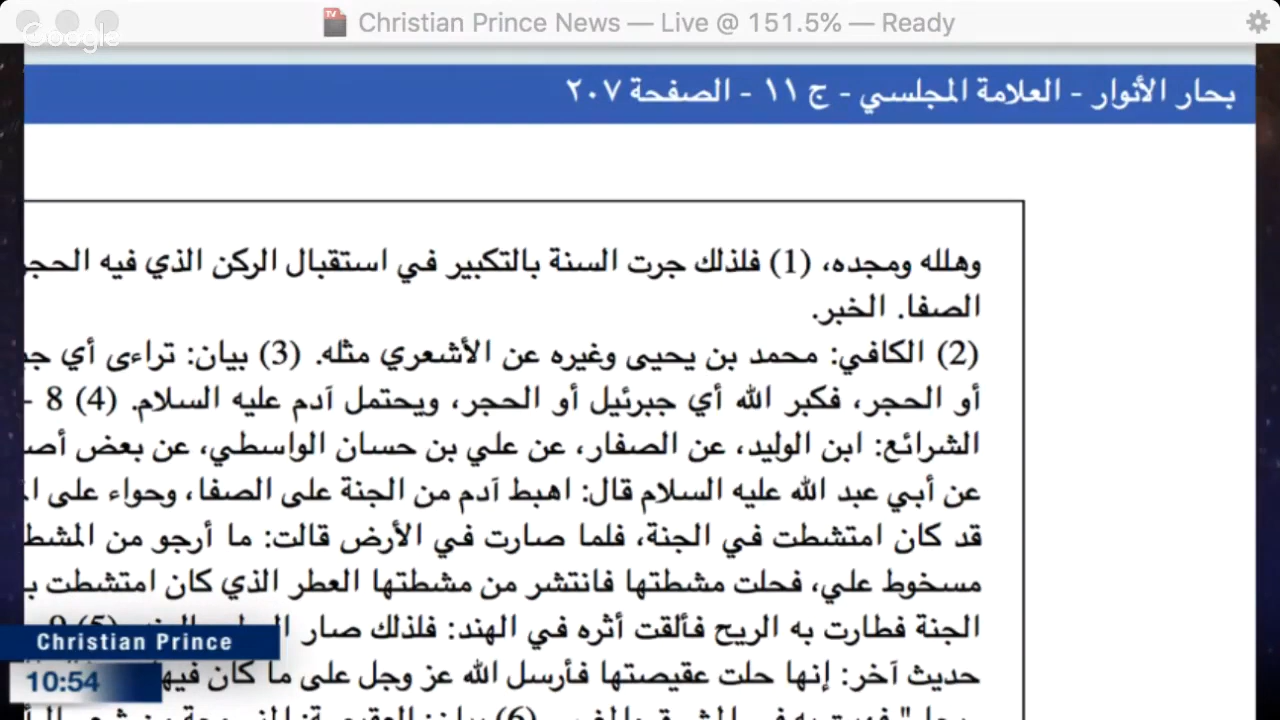 Christian Prince News — Live @ 151.5% — Ready
Google
بحار الأنوار - العلامة المجلسي - ج ١١ - الصفحة ٢٠٧
وهلله ومجده، (1) فلذلك جرت السنة بالتكبير في استقبال الركن الذي فيه الحجر
الصفا. الخبر.
(2) الكافي: محمد بن يحيى وغيره عن الأشعري مثله. (3) بيان: تراءى أي
أو الحجر، فكبر الله أي جبرئيل أو الحجر، ويحتمل آدم عليه السلام. (4) 8 -
الشرائع: ابن الوليد، عن الصفار، عن علي بن حسان الواسطي، عن بعض
عن أبي عبد الله عليه السلام قال: اهبط آدم من الجنة على الصفا، وحواء على
قد كان امتشطت في الجنة، فلما صارت في الأرض قالت: ما أرجو من المشط
مسخوط علي، فحلت مشطتها فانتشر من مشطتها العطر الذي كان امتشطت
الجنة فطارت به الريح فألقت أثره في الهند: فلذلك صار
حديث آخر: إنها حلت عقيصتها فأرسل الله عز وجل على ما كان فيها
Christian Prince
10:54